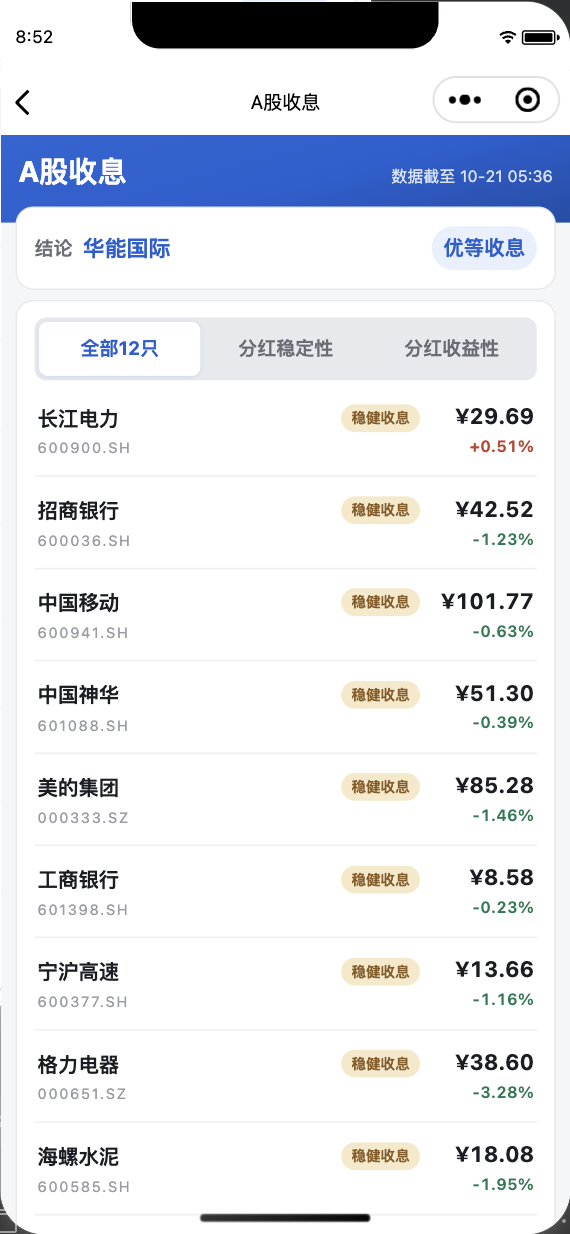 8:52
A股收息
A股收息
数据截至 10-21 05:36
结论 华能国际 优等收息
全部12只 分红稳定性 分红收益性
长江电力 稳健收息 ¥29.69
600900.SH +0.51%
招商银行 稳健收息 ¥42.52
600036.SH -1.23%
中国移动 稳健收息 ¥101.77
600941.SH -0.63%
中国神华 稳健收息 ¥51.30
601088.SH -0.39%
美的集团 稳健收息 ¥85.28
000333.SZ -1.46%
工商银行 稳健收息 ¥8.58
601398.SH -0.23%
宁沪高速 稳健收息 ¥13.66
600377.SH -1.16%
格力电器 稳健收息 ¥38.60
000651.SZ -3.28%
海螺水泥 稳健收息 ¥18.08
600585.SH -1.95%